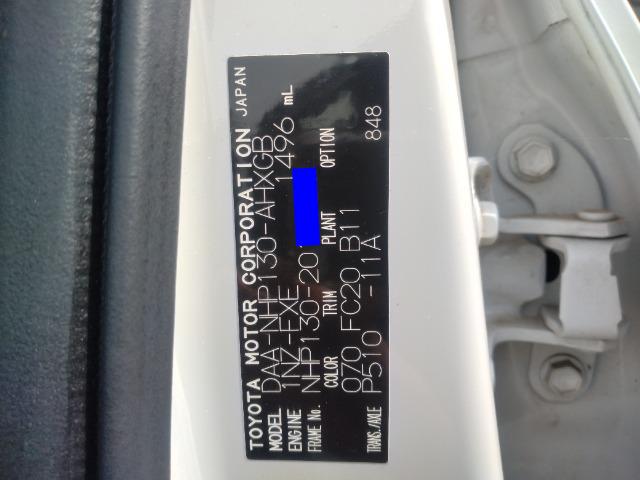 TOYOTA MOTOR CORPORATION JAPAN
MODEL DAA-NHP130-AHXGB
ENGINE 1NZ-FXE 1496 mL
FRAME No. NHP130-20
COLOR TRIM PLANT OPTION
070 FC20 B11 848
TRANS./AXLE P510 -11A